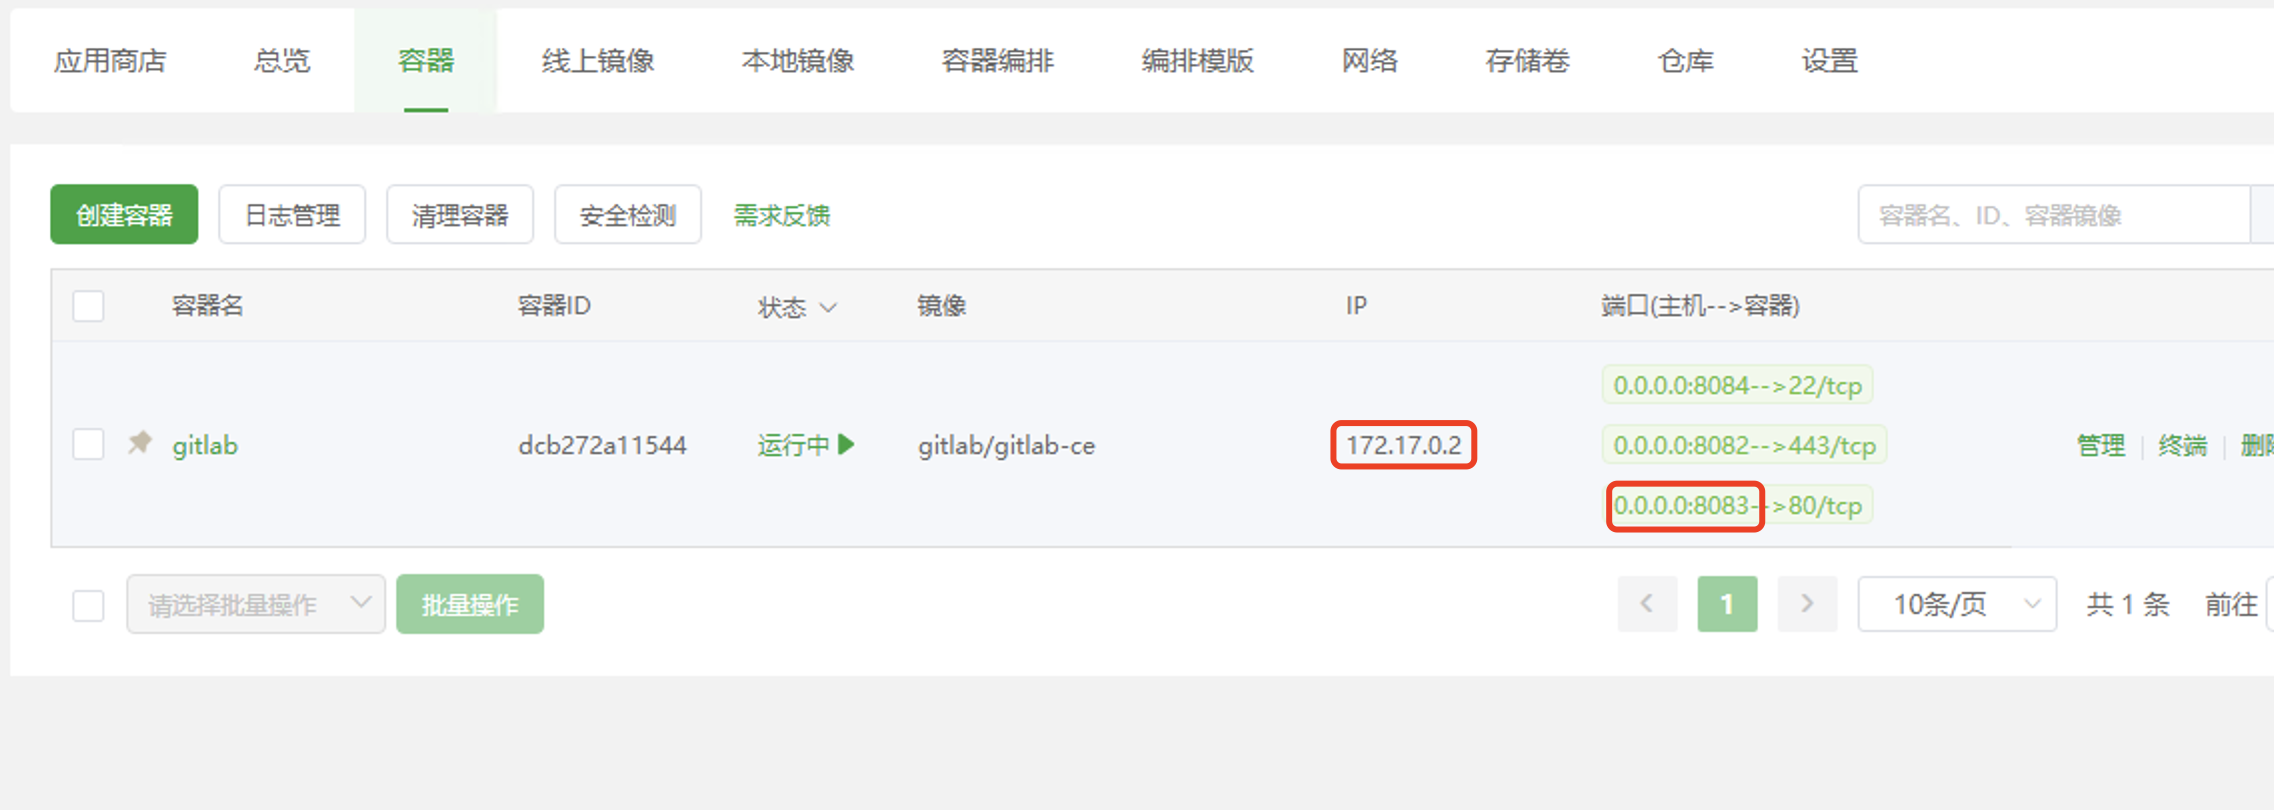 应用商店 总览 容器 线上镜像 本地镜像 容器编排 编排模版 网络 存储卷 仓库 设置
创建容器 日志管理 清理容器 安全检测 需求反馈 容器名、ID、容器镜像
容器名 容器ID 状态 镜像 IP 端口(主机-->容器)
0.0.0.0:8084-->22/tcp
gitlab dcb272a11544 运行中 gitlab/gitlab-ce 172.17.0.2 0.0.0.0:8082-->443/tcp 管理 终端 删除
0.0.0.0:8083-->80/tcp
请选择批量操作 批量操作 1 10条/页 共 1 条 前往